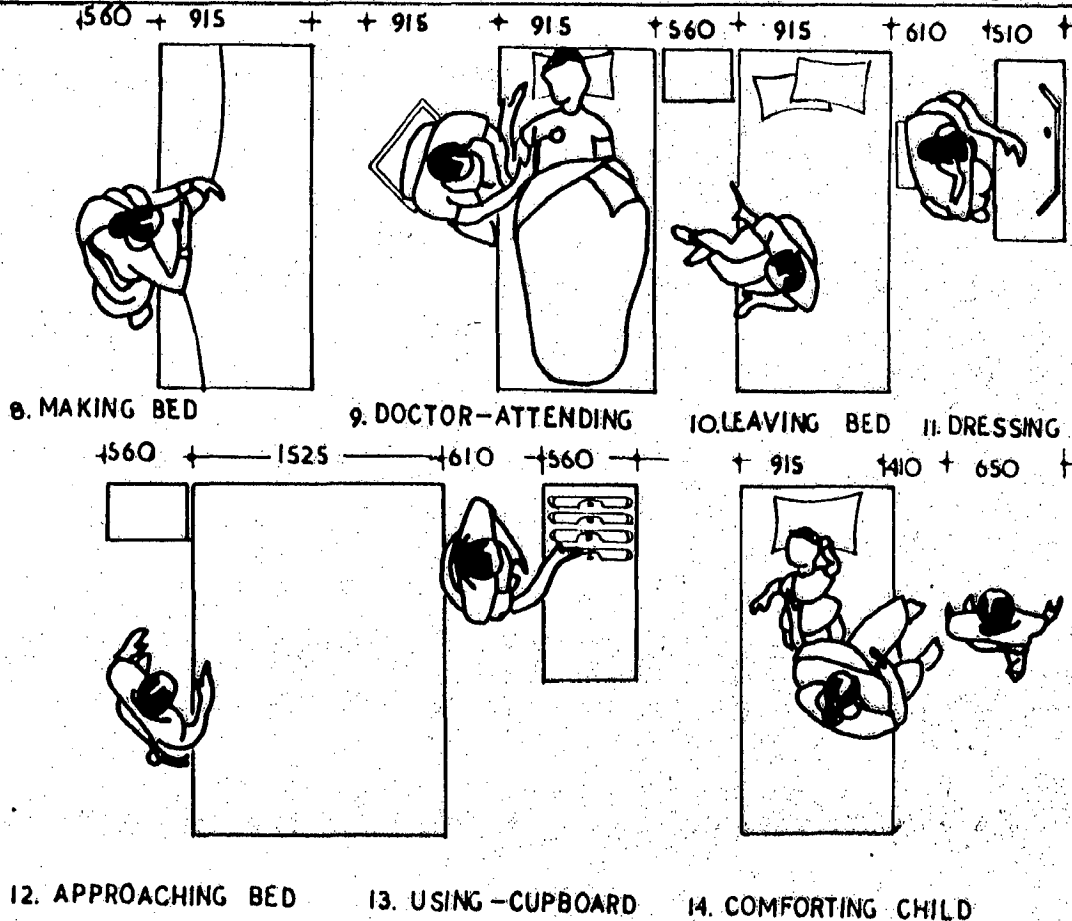 560 915 915 915 560 915 610 510
8. MAKING BED 9. DOCTOR-ATTENDING 10. LEAVING BED 11. DRESSING
560 1525 610 560 915 410 650
12. APPROACHING BED 13. USING-CUPBOARD 14. COMFORTING CHILD